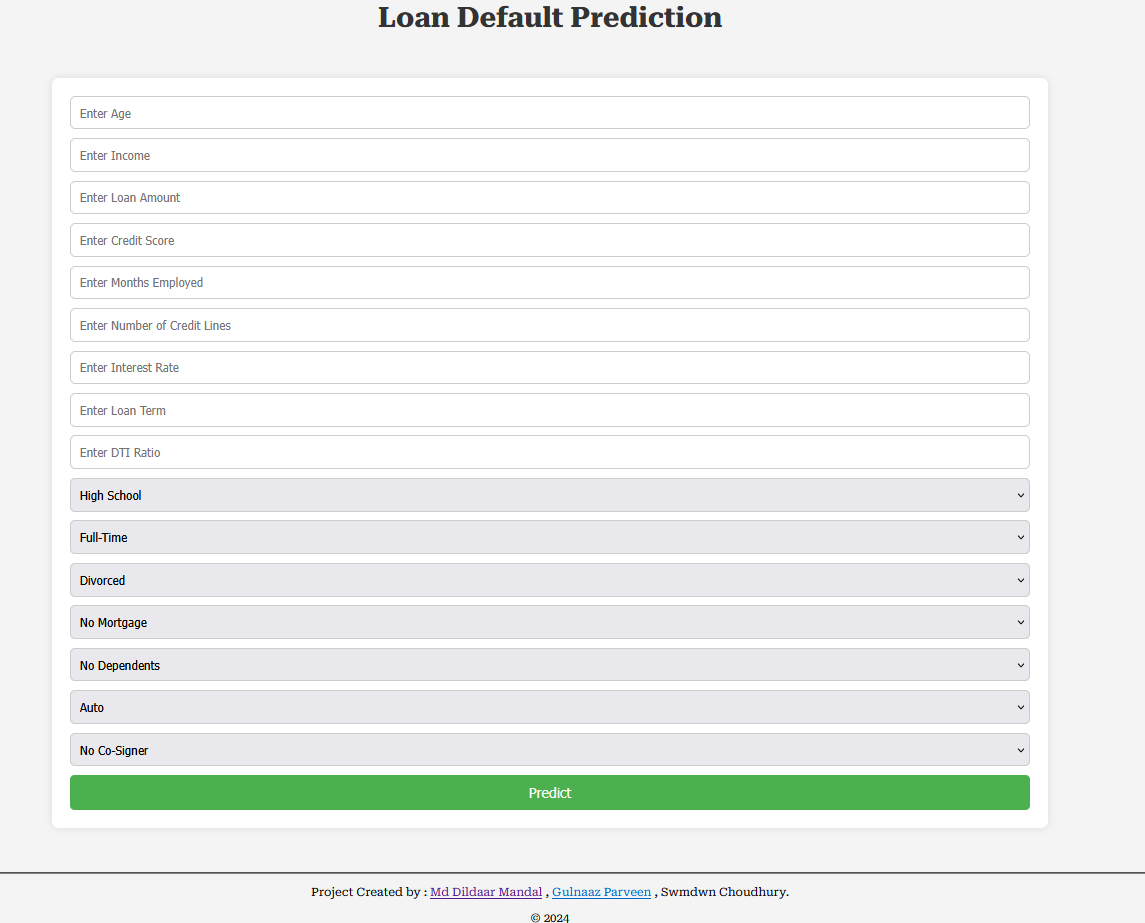 Loan Default Prediction
Enter Age
Enter Income
Enter Loan Amount
Enter Credit Score
Enter Months Employed
Enter Number of Credit Lines
Enter Interest Rate
Enter Loan Term
Enter DTI Ratio
High School
Full-Time
Divorced
No Mortgage
No Dependents
Auto
No Co-Signer
Predict
Project Created by : Md Dildaar Mandal , Gulnaaz Parveen , Swmdwn Choudhury.
© 2024